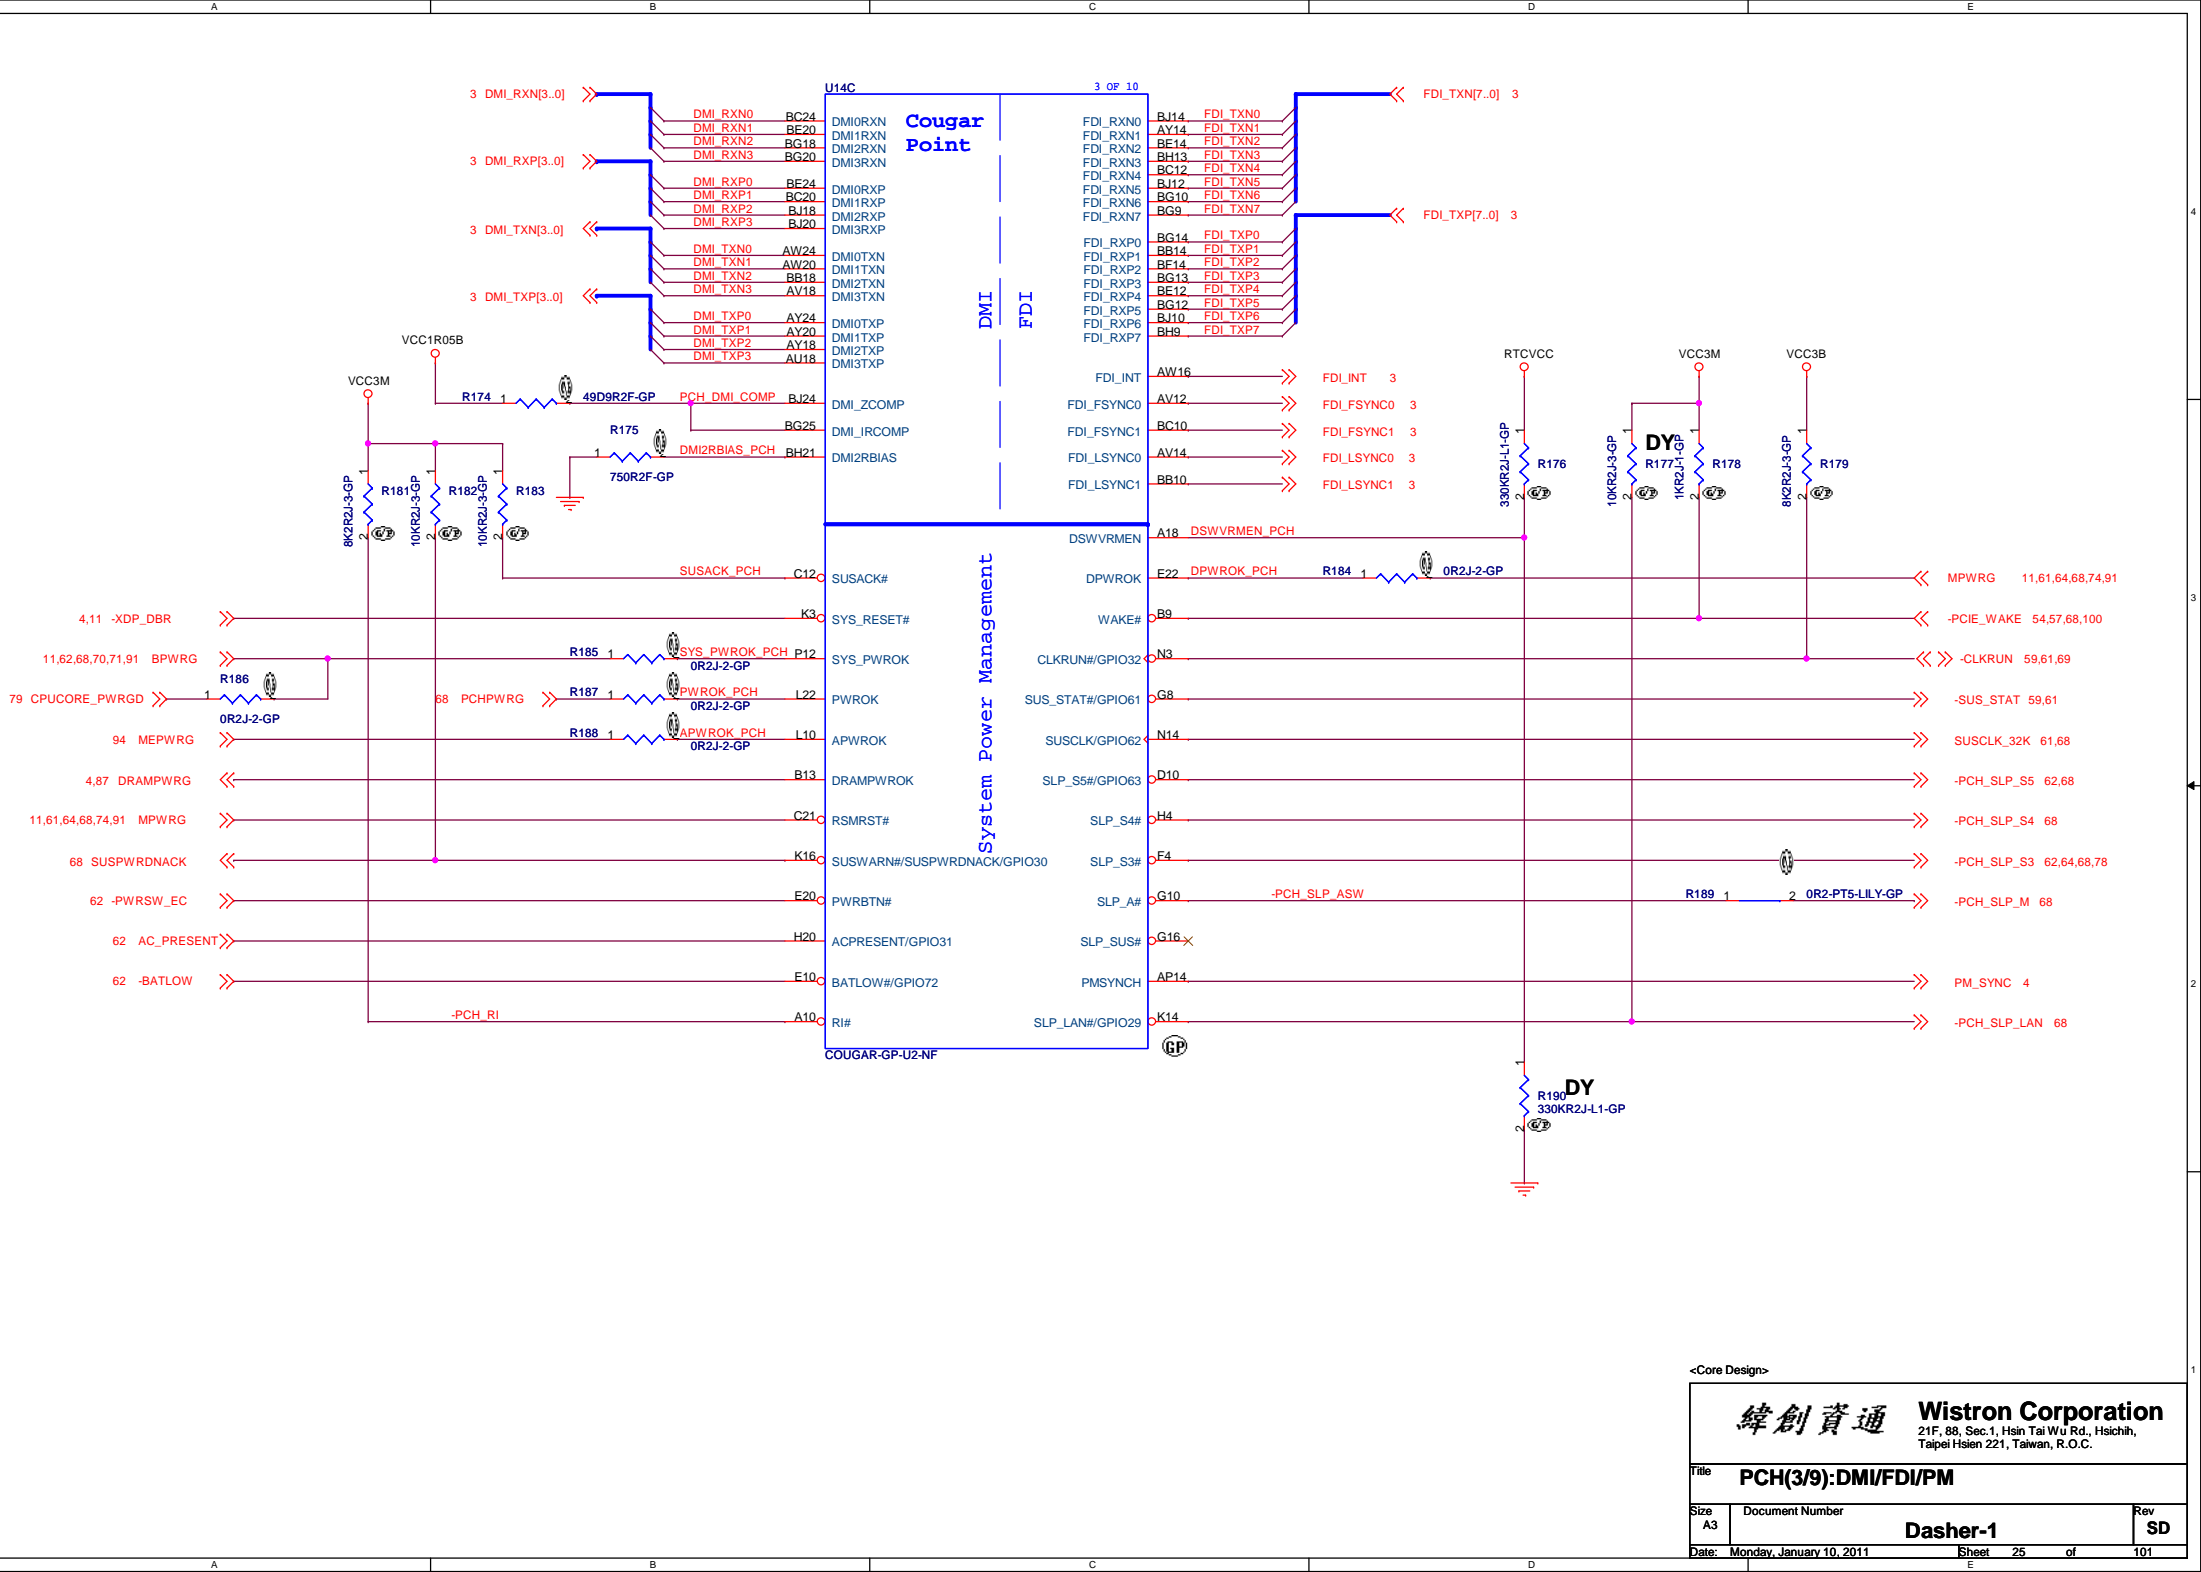 A B C D E
3 DMI_RXN[3..0]
3 DMI_RXP[3..0]
3 DMI_TXN[3..0]
3 DMI_TXP[3..0]
DMI_RXN0 BC24
DMI_RXN1 BE20
DMI_RXN2 BG18
DMI_RXN3 BG20
DMI_RXP0 BE24
DMI_RXP1 BC20
DMI_RXP2 BJ18
DMI_RXP3 BJ20
DMI_TXN0 AW24
DMI_TXN1 AW20
DMI_TXN2 BB18
DMI_TXN3 AV18
DMI_TXP0 AY24
DMI_TXP1 AY20
DMI_TXP2 AY18
DMI_TXP3 AU18
VCC1R05B
VCC3M
R174 1 49D9R2F-GP PCH_DMI_COMP BJ24
BG25
R175
1 DMI2RBIAS_PCH BH21
750R2F-GP
8K2R2J-3-GP 1 2 R181
10KR2J-3-GP 1 2 R182
10KR2J-3-GP 1 2 R183
SUSACK_PCH C12
4,11 -XDP_DBR K3
11,62,68,70,71,91 BPWRG R185 1 SYS_PWROK_PCH P12
0R2J-2-GP
R186
79 CPUCORE_PWRGD 1
0R2J-2-GP
68 PCHPWRG R187 1 PWROK_PCH L22
0R2J-2-GP
94 MEPWRG R188 1 APWROK_PCH L10
0R2J-2-GP
4,87 DRAMPWRG B13
11,61,64,68,74,91 MPWRG C21
68 SUSPWRDNACK K16
62 -PWRSW_EC E20
62 AC_PRESENT H20
62 -BATLOW E10
-PCH_RI A10
U14C
3 OF 10
Cougar
Point
DMI
FDI
System Power Management
DMI0RXN
DMI1RXN
DMI2RXN
DMI3RXN
DMI0RXP
DMI1RXP
DMI2RXP
DMI3RXP
DMI0TXN
DMI1TXN
DMI2TXN
DMI3TXN
DMI0TXP
DMI1TXP
DMI2TXP
DMI3TXP
DMI_ZCOMP
DMI_IRCOMP
DMI2RBIAS
SUSACK#
SYS_RESET#
SYS_PWROK
PWROK
APWROK
DRAMPWROK
RSMRST#
SUSWARN#/SUSPWRDNACK/GPIO30
PWRBTN#
ACPRESENT/GPIO31
BATLOW#/GPIO72
RI#
COUGAR-GP-U2-NF
GP
FDI_RXN0 BJ14 FDI_TXN0
FDI_RXN1 AY14 FDI_TXN1
FDI_RXN2 BE14 FDI_TXN2
FDI_RXN3 BH13 FDI_TXN3
FDI_RXN4 BC12 FDI_TXN4
FDI_RXN5 BJ12 FDI_TXN5
FDI_RXN6 BG10 FDI_TXN6
FDI_RXN7 BG9 FDI_TXN7
FDI_RXP0 BG14 FDI_TXP0
FDI_RXP1 BB14 FDI_TXP1
FDI_RXP2 BF14 FDI_TXP2
FDI_RXP3 BG13 FDI_TXP3
FDI_RXP4 BE12 FDI_TXP4
FDI_RXP5 BG12 FDI_TXP5
FDI_RXP6 BJ10 FDI_TXP6
FDI_RXP7 BH9 FDI_TXP7
FDI_TXN[7..0] 3
FDI_TXP[7..0] 3
FDI_INT AW16 FDI_INT 3
FDI_FSYNC0 AV12 FDI_FSYNC0 3
FDI_FSYNC1 BC10 FDI_FSYNC1 3
FDI_LSYNC0 AV14 FDI_LSYNC0 3
FDI_LSYNC1 BB10 FDI_LSYNC1 3
RTCVCC
VCC3M
VCC3B
330KR2J-L1-GP 1 2 R176
10KR2J-3-GP 1 2 R177 DY
1KR2J-1-GP 1 2 R178
8K2R2J-3-GP 1 2 R179
DSWVRMEN A18 DSWVRMEN_PCH
DPWROK E22 DPWROK_PCH R184 1 0R2J-2-GP MPWRG 11,61,64,68,74,91
WAKE# B9 -PCIE_WAKE 54,57,68,100
CLKRUN#/GPIO32 N3 -CLKRUN 59,61,69
SUS_STAT#/GPIO61 G8 -SUS_STAT 59,61
SUSCLK/GPIO62 N14 SUSCLK_32K 61,68
SLP_S5#/GPIO63 D10 -PCH_SLP_S5 62,68
SLP_S4# H4 -PCH_SLP_S4 68
SLP_S3# F4 -PCH_SLP_S3 62,64,68,78
SLP_A# G10 -PCH_SLP_ASW R189 1 2 0R2-PT5-LILY-GP -PCH_SLP_M 68
SLP_SUS# G16
PMSYNCH AP14 PM_SYNC 4
SLP_LAN#/GPIO29 K14 -PCH_SLP_LAN 68
1 2 R190 DY
330KR2J-L1-GP
4
3
2
1
<Core Design>
緯創資通 Wistron Corporation
21F, 88, Sec.1, Hsin Tai Wu Rd., Hsichih,
Taipei Hsien 221, Taiwan, R.O.C.
Title PCH(3/9):DMI/FDI/PM
Size Document Number Rev
A3 Dasher-1 SD
Date: Monday, January 10, 2011 Sheet 25 of 101
A B C D E